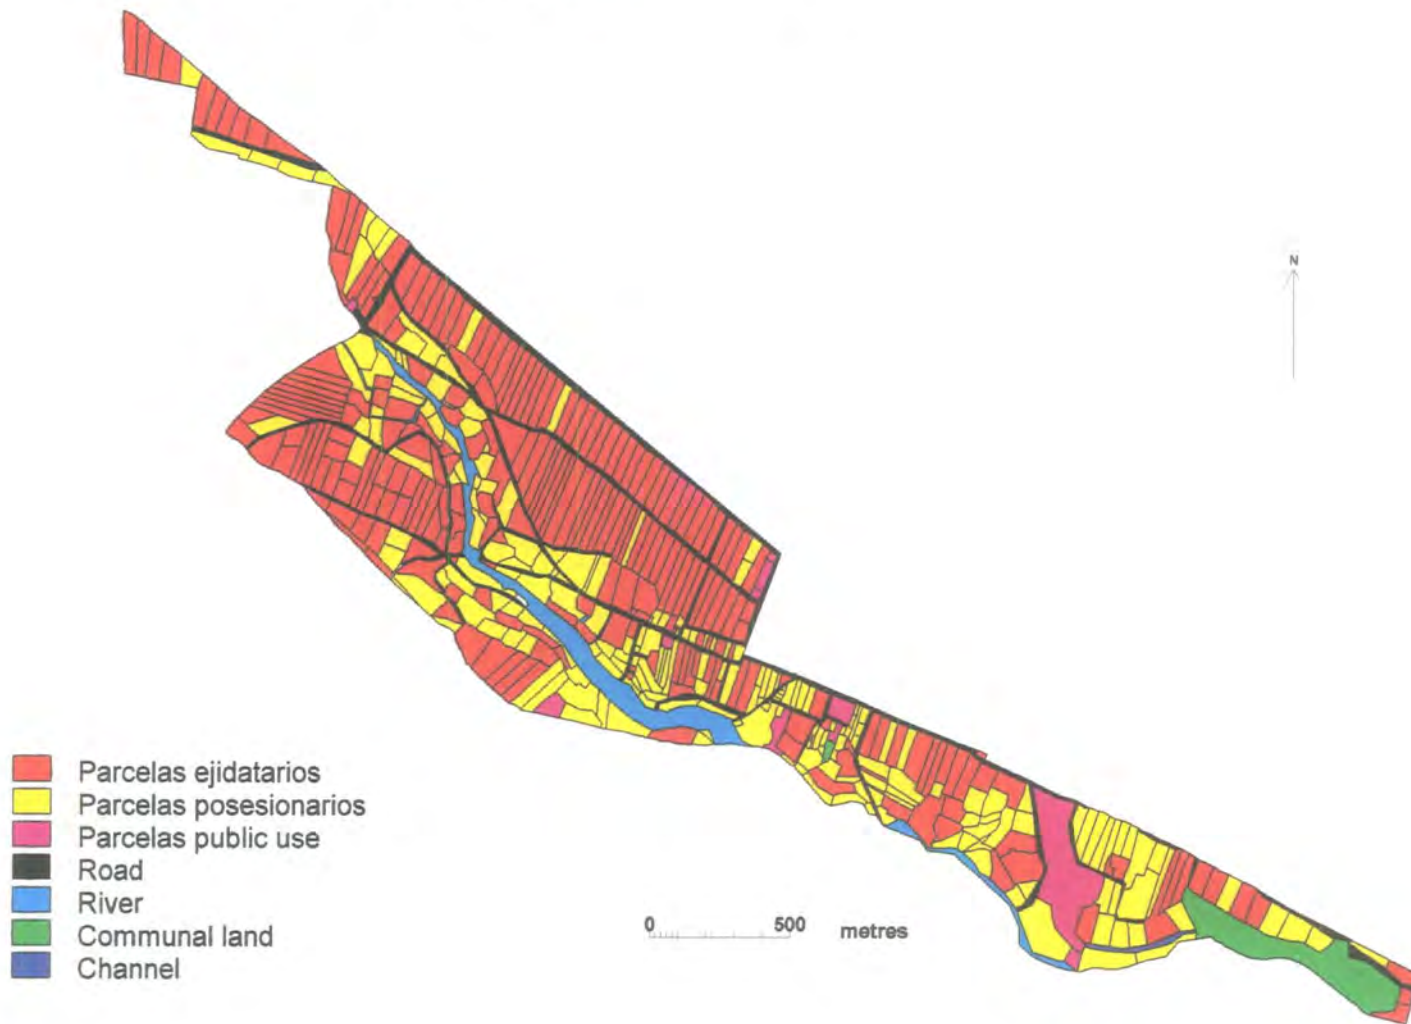 N
Parcelas ejidatarios
Parcelas posesionarios
Parcelas public use
Road
River
Communal land
Channel
0 500 metres